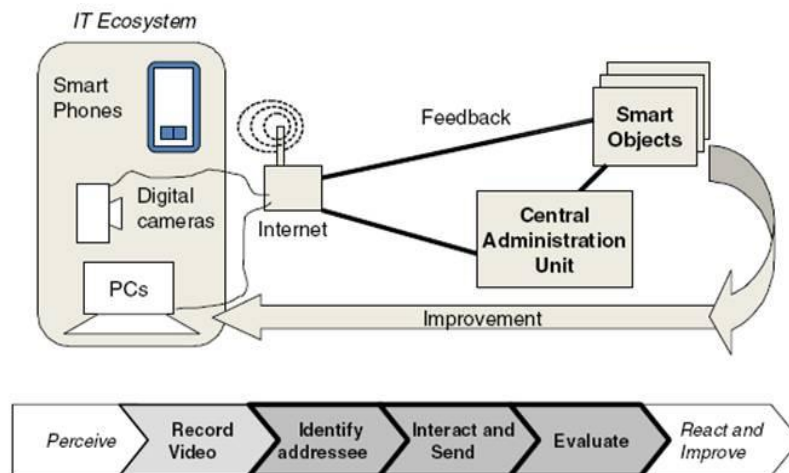 IT Ecosystem
Smart
Phones
Digital
cameras
PCs
Internet
Feedback
Smart
Objects
Central
Administration
Unit
Improvement
Perceive
Record
Video
Identify
addressee
Interact and
Send
Evaluate
React and
Improve